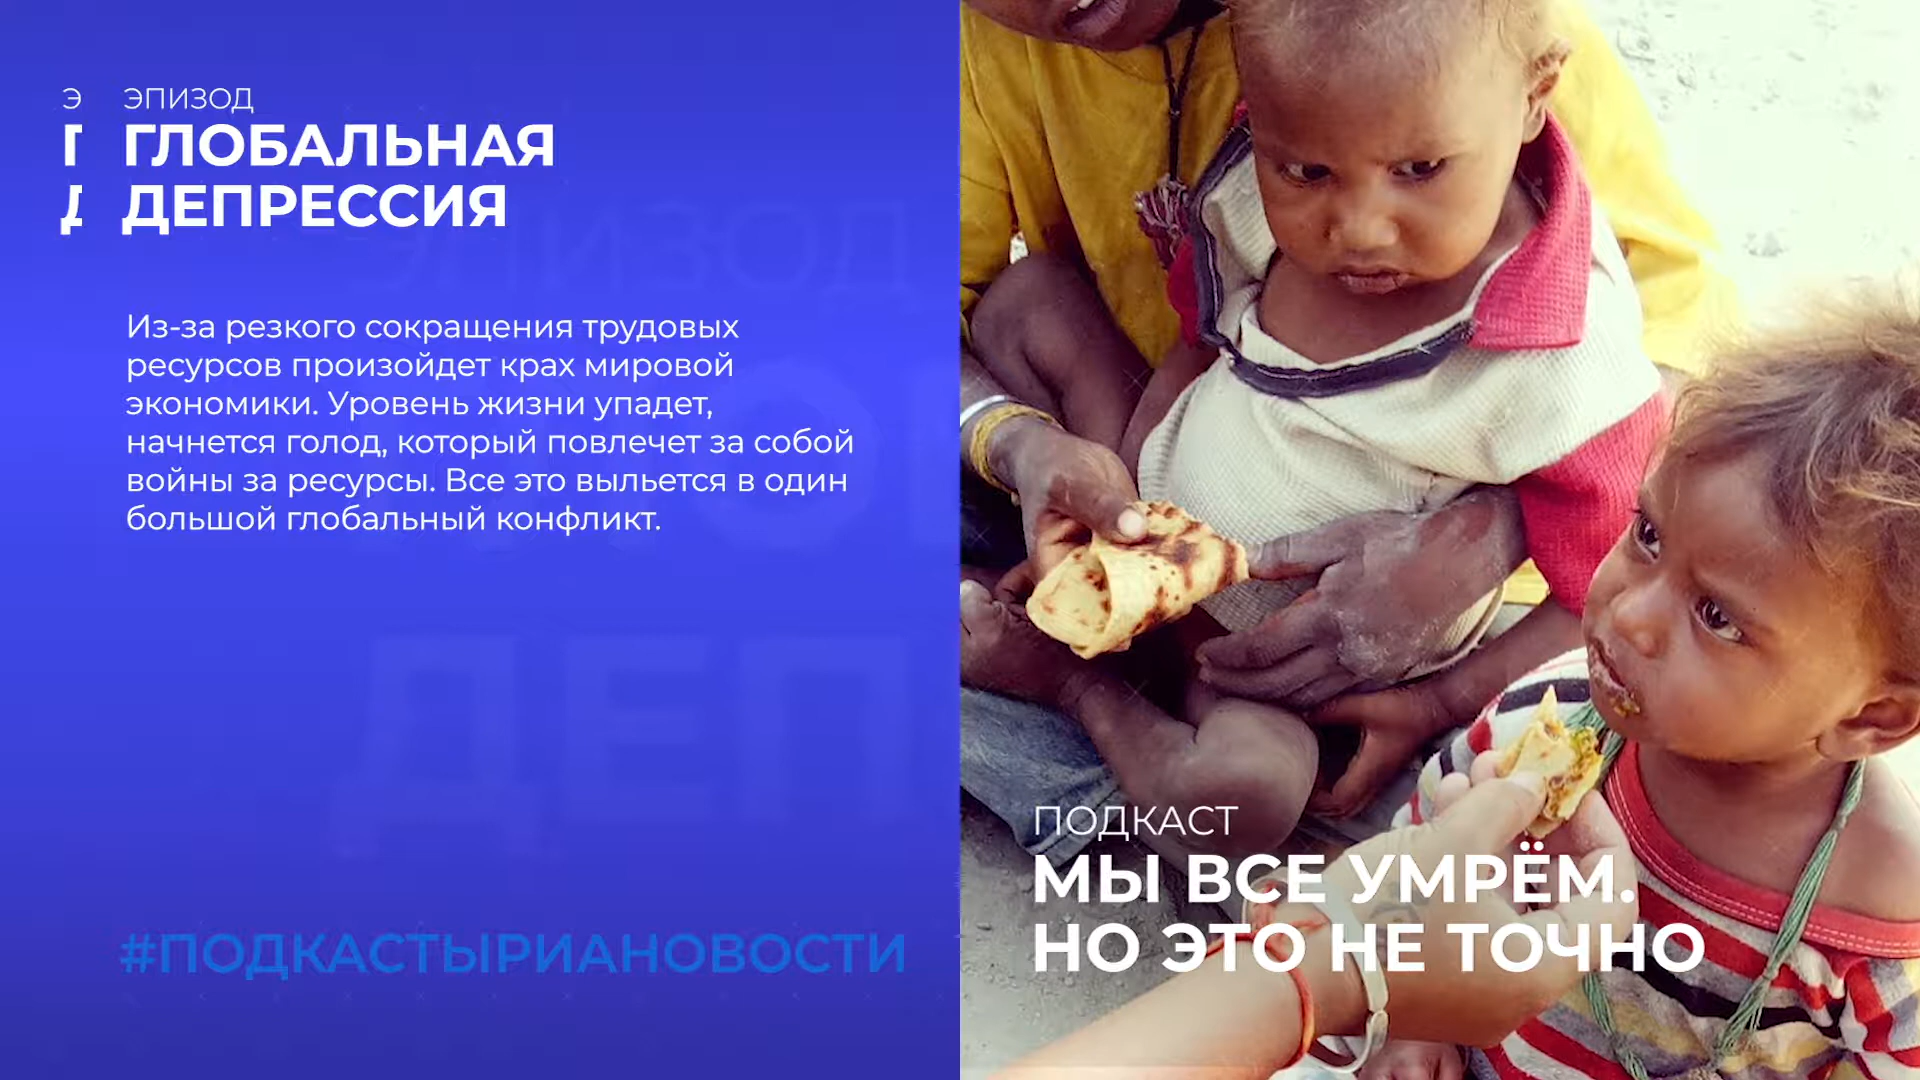 ЭПИЗОД
ГЛОБАЛЬНАЯ
ДЕПРЕССИЯ
Из-за резкого сокращения трудовых
ресурсов произойдет крах мировой
экономики. Уровень жизни упадет,
начнется голод, который повлечет за собой
войны за ресурсы. Все это выльется в один
большой глобальный конфликт.
#ПОДКАСТЫРИАНОВОСТИ
ПОДКАСТ
МЫ ВСЕ УМРЁМ.
НО ЭТО НЕ ТОЧНО